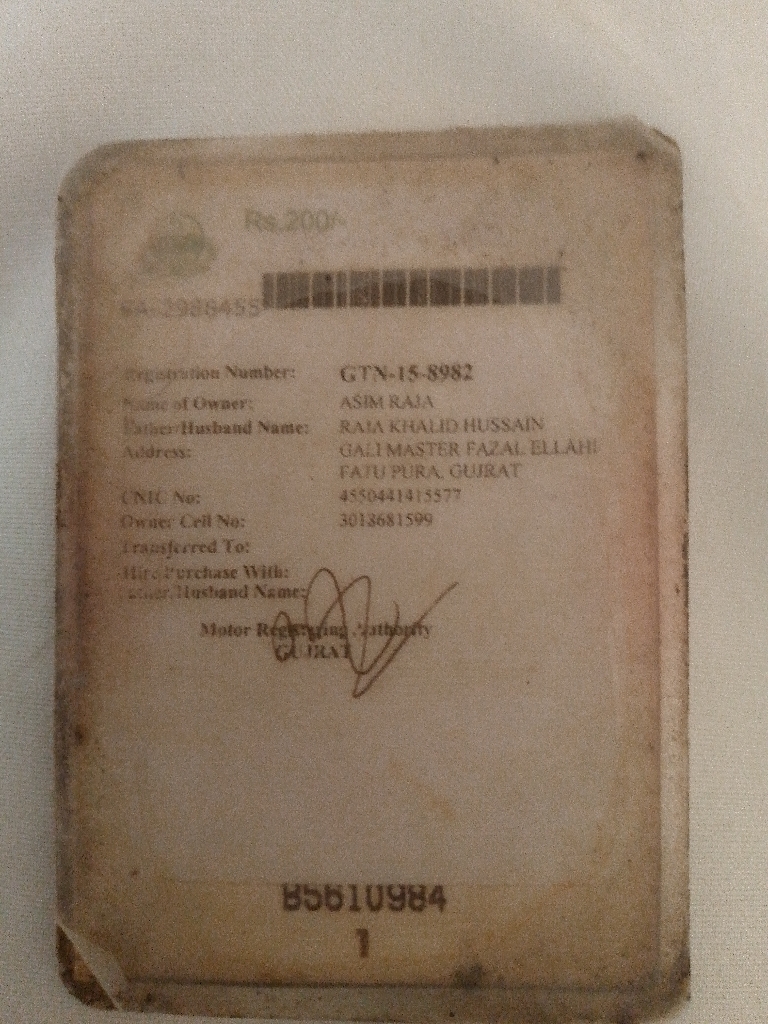 Rs.200/-
Registration Number: GTN-15-8982
Name of Owner: ASIM RAJA
Father/Husband Name: RAJA KHALID HUSSAIN
Address: GALI MASTER FAZAL ELLAHI
FATU PURA, GUJRAT
CNIC No: 4550441415577
Owner Cell No: 3018681599
Transferred To:
Hire Purchase With:
Father/Husband Name:
Motor Registering Authority
GUJRAT
B5610984
1